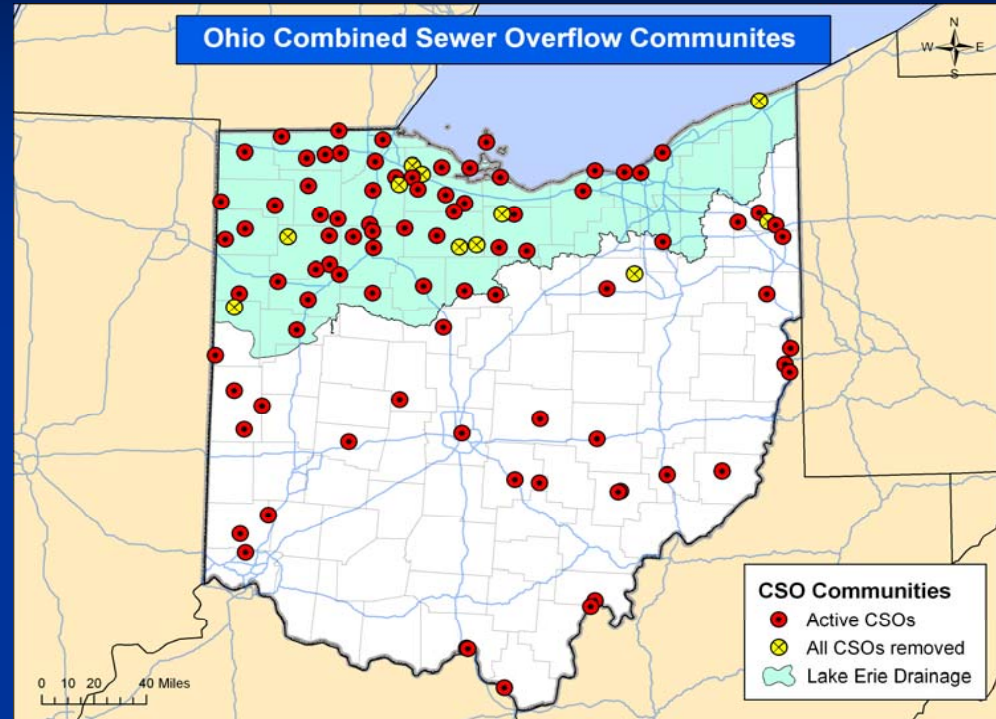 Ohio Combined Sewer Overflow Communites
N
W E
S
CSO Communities
Active CSOs
All CSOs removed
Lake Erie Drainage
0 10 20 40 Miles